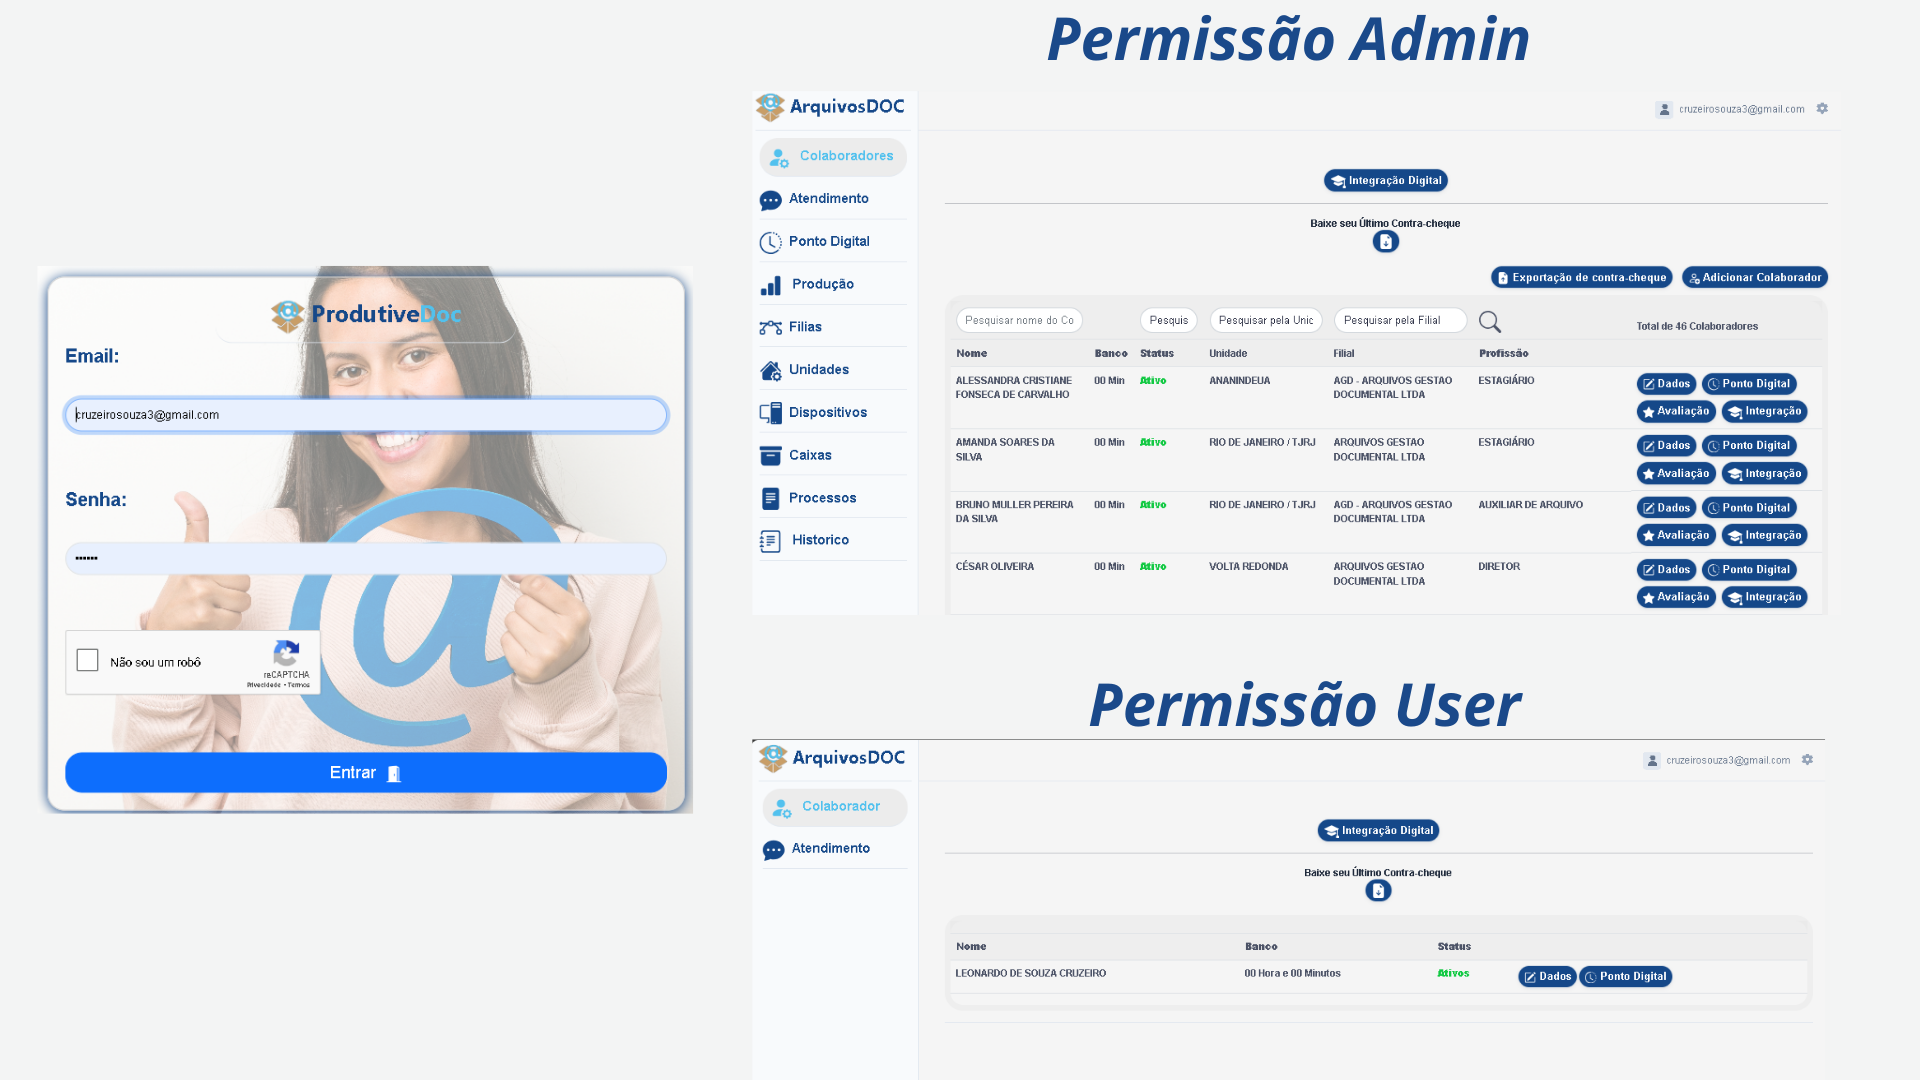 Permissão Admin
ProdutiveDoc
Email:
cruzeirosouza3@gmail.com
Senha:
••••••
Não sou um robô
reCAPTCHA
Privacidade • Termos
Entrar
ArquivosDOC
cruzeirosouza3@gmail.com
Colaboradores
Atendimento
Ponto Digital
Produção
Filias
Unidades
Dispositivos
Caixas
Processos
Historico
Integração Digital
Baixe seu Último Contra-cheque
Exportação de contra-cheque Adicionar Colaborador
Pesquisar nome do Co Pesquis Pesquisar pela Unic Pesquisar pela Filial Total de 46 Colaboradores
Nome Banco Status Unidade Filial Profissão
ALESSANDRA CRISTIANE 00 Min Ativo ANANINDEUA AGD - ARQUIVOS GESTAO ESTAGIÁRIO Dados Ponto Digital
FONSECA DE CARVALHO DOCUMENTAL LTDA
Avaliação Integração
AMANDA SOARES DA 00 Min Ativo RIO DE JANEIRO / TJRJ ARQUIVOS GESTAO ESTAGIÁRIO Dados Ponto Digital
SILVA DOCUMENTAL LTDA
Avaliação Integração
BRUNO MULLER PEREIRA 00 Min Ativo RIO DE JANEIRO / TJRJ AGD - ARQUIVOS GESTAO AUXILIAR DE ARQUIVO Dados Ponto Digital
DA SILVA DOCUMENTAL LTDA
Avaliação Integração
CÉSAR OLIVEIRA 00 Min Ativo VOLTA REDONDA ARQUIVOS GESTAO DIRETOR Dados Ponto Digital
DOCUMENTAL LTDA
Avaliação Integração
Permissão User
ArquivosDOC
cruzeirosouza3@gmail.com
Colaborador
Atendimento
Integração Digital
Baixe seu Último Contra-cheque
Nome Banco Status
LEONARDO DE SOUZA CRUZEIRO 00 Hora e 00 Minutos Ativos Dados Ponto Digital